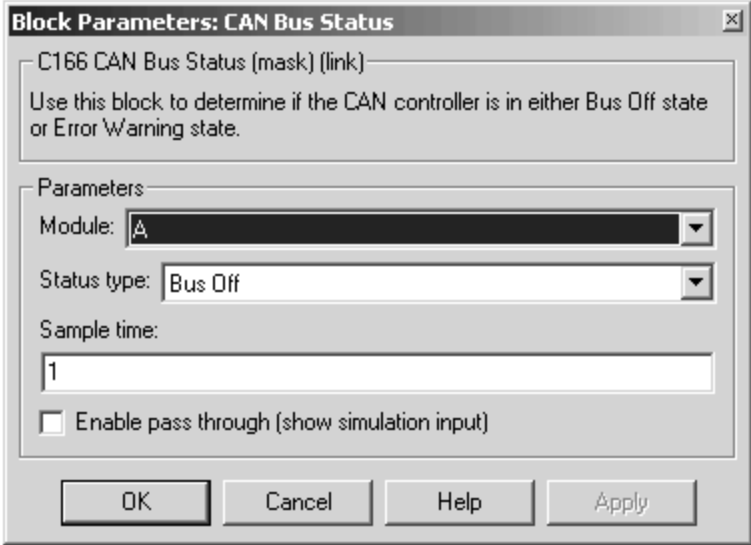 Block Parameters: CAN Bus Status
C166 CAN Bus Status (mask) (link)
Use this block to determine if the CAN controller is in either Bus Off state
or Error Warning state.
Parameters
Module: A
Status type: Bus Off
Sample time:
1
Enable pass through (show simulation input)
OK Cancel Help Apply